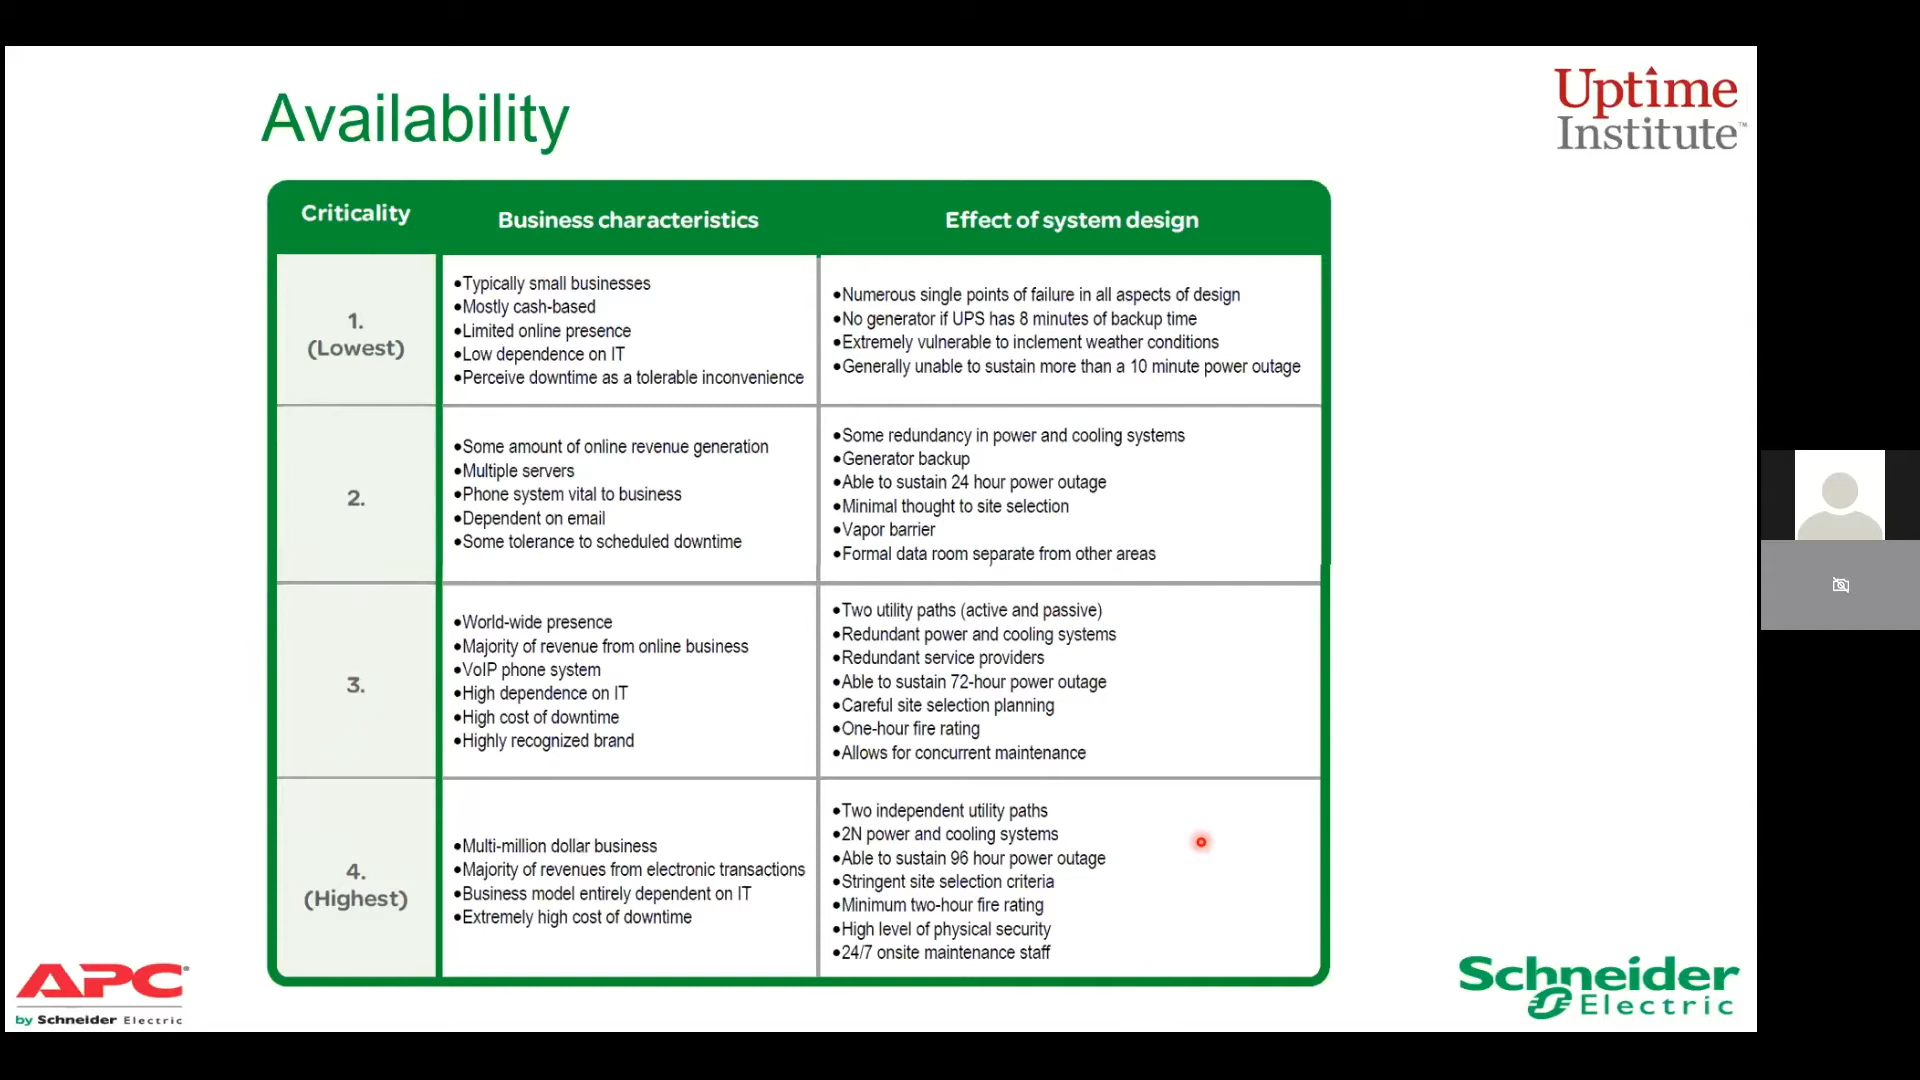 Availability
Uptime
Institute™
Criticality
Business characteristics
Effect of system design
1.
(Lowest)
•Typically small businesses
•Mostly cash-based
•Limited online presence
•Low dependence on IT
•Perceive downtime as a tolerable inconvenience
•Numerous single points of failure in all aspects of design
•No generator if UPS has 8 minutes of backup time
•Extremely vulnerable to inclement weather conditions
•Generally unable to sustain more than a 10 minute power outage
2.
•Some amount of online revenue generation
•Multiple servers
•Phone system vital to business
•Dependent on email
•Some tolerance to scheduled downtime
•Some redundancy in power and cooling systems
•Generator backup
•Able to sustain 24 hour power outage
•Minimal thought to site selection
•Vapor barrier
•Formal data room separate from other areas
3.
•World-wide presence
•Majority of revenue from online business
•VoIP phone system
•High dependence on IT
•High cost of downtime
•Highly recognized brand
•Two utility paths (active and passive)
•Redundant power and cooling systems
•Redundant service providers
•Able to sustain 72-hour power outage
•Careful site selection planning
•One-hour fire rating
•Allows for concurrent maintenance
4.
(Highest)
•Multi-million dollar business
•Majority of revenues from electronic transactions
•Business model entirely dependent on IT
•Extremely high cost of downtime
•Two independent utility paths
•2N power and cooling systems
•Able to sustain 96 hour power outage
•Stringent site selection criteria
•Minimum two-hour fire rating
•High level of physical security
•24/7 onsite maintenance staff
APC
by Schneider Electric
Schneider
Electric